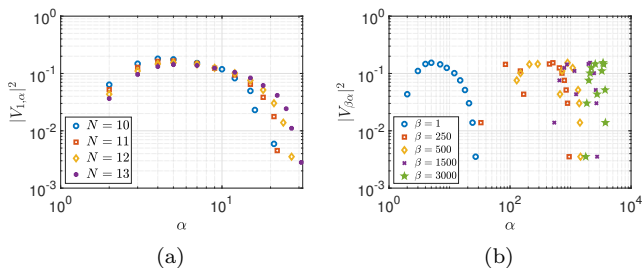 10^0
10^-1
10^-2
10^-3
|V_{1,α}|^2
N = 10
N = 11
N = 12
N = 13
10^0
10^1
α
(a)
10^0
10^-1
10^-2
10^-3
|V_{βα}|^2
β = 1
β = 250
β = 500
β = 1500
β = 3000
10^0
10^2
10^4
α
(b)